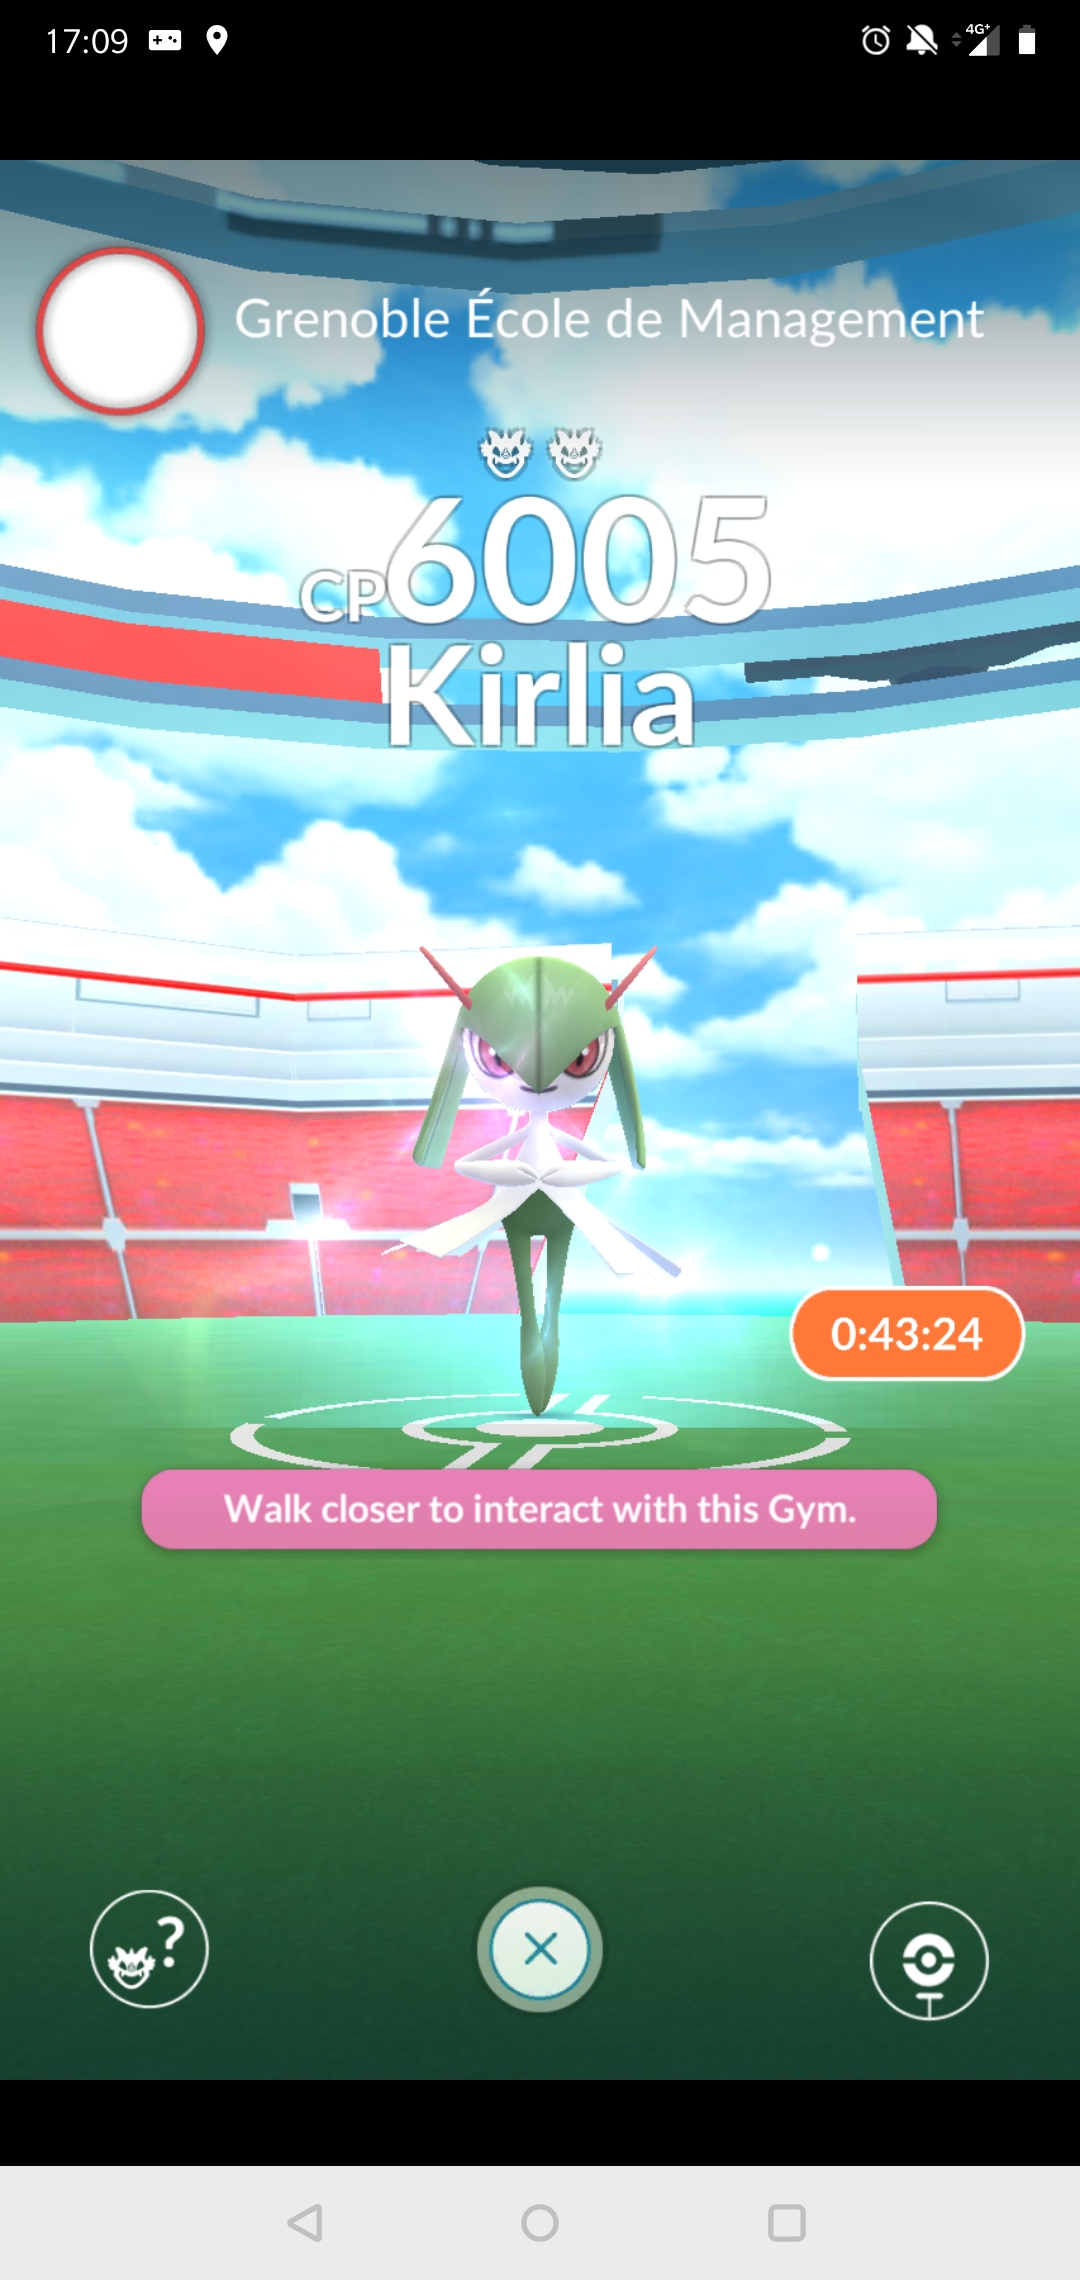 17:09
4G+
Grenoble École de Management
CP6005
Kirlia
0:43:24
Walk closer to interact with this Gym.
?